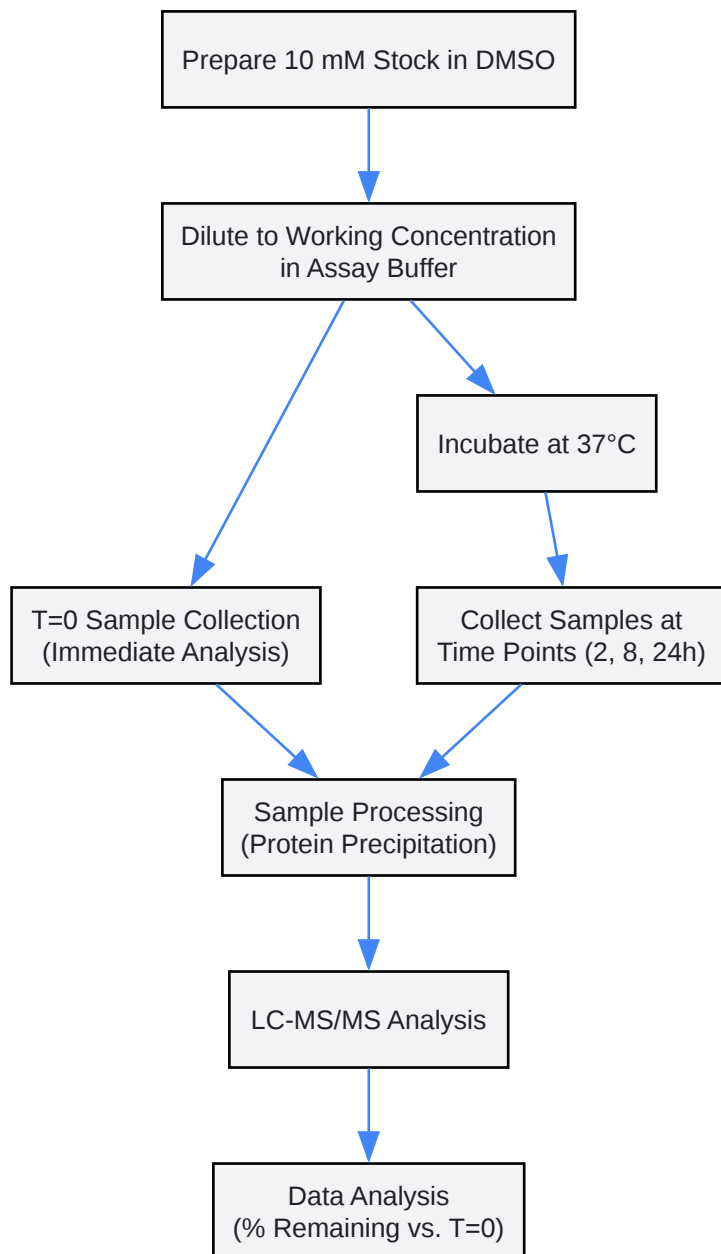 Prepare 10 mM Stock in DMSO
Dilute to Working Concentration
in Assay Buffer
Incubate at 37°C
T=0 Sample Collection
(Immediate Analysis)
Collect Samples at
Time Points (2, 8, 24h)
Sample Processing
(Protein Precipitation)
LC-MS/MS Analysis
Data Analysis
(% Remaining vs. T=0)